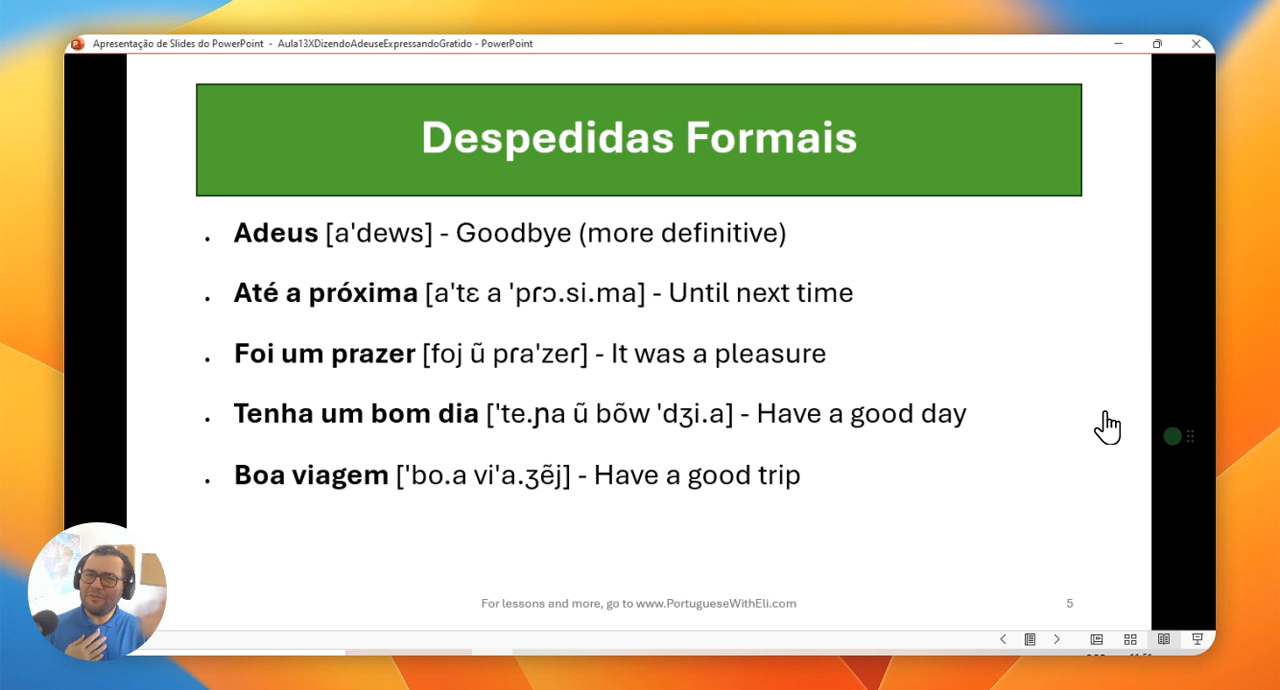 Apresentação de Slides do PowerPoint - Aula13XDizendoAdeuseExpressandoGratido - PowerPoint
Despedidas Formais
• Adeus [a'dews] - Goodbye (more definitive)
• Até a próxima [a'tɛ a 'pɾɔ.si.ma] - Until next time
• Foi um prazer [foj ũ pɾa'zeɾ] - It was a pleasure
• Tenha um bom dia ['te.ɲa ũ bõw 'dʒi.a] - Have a good day
• Boa viagem ['bo.a vi'a.ʒẽj] - Have a good trip
For lessons and more, go to www.PortugueseWithEli.com
5